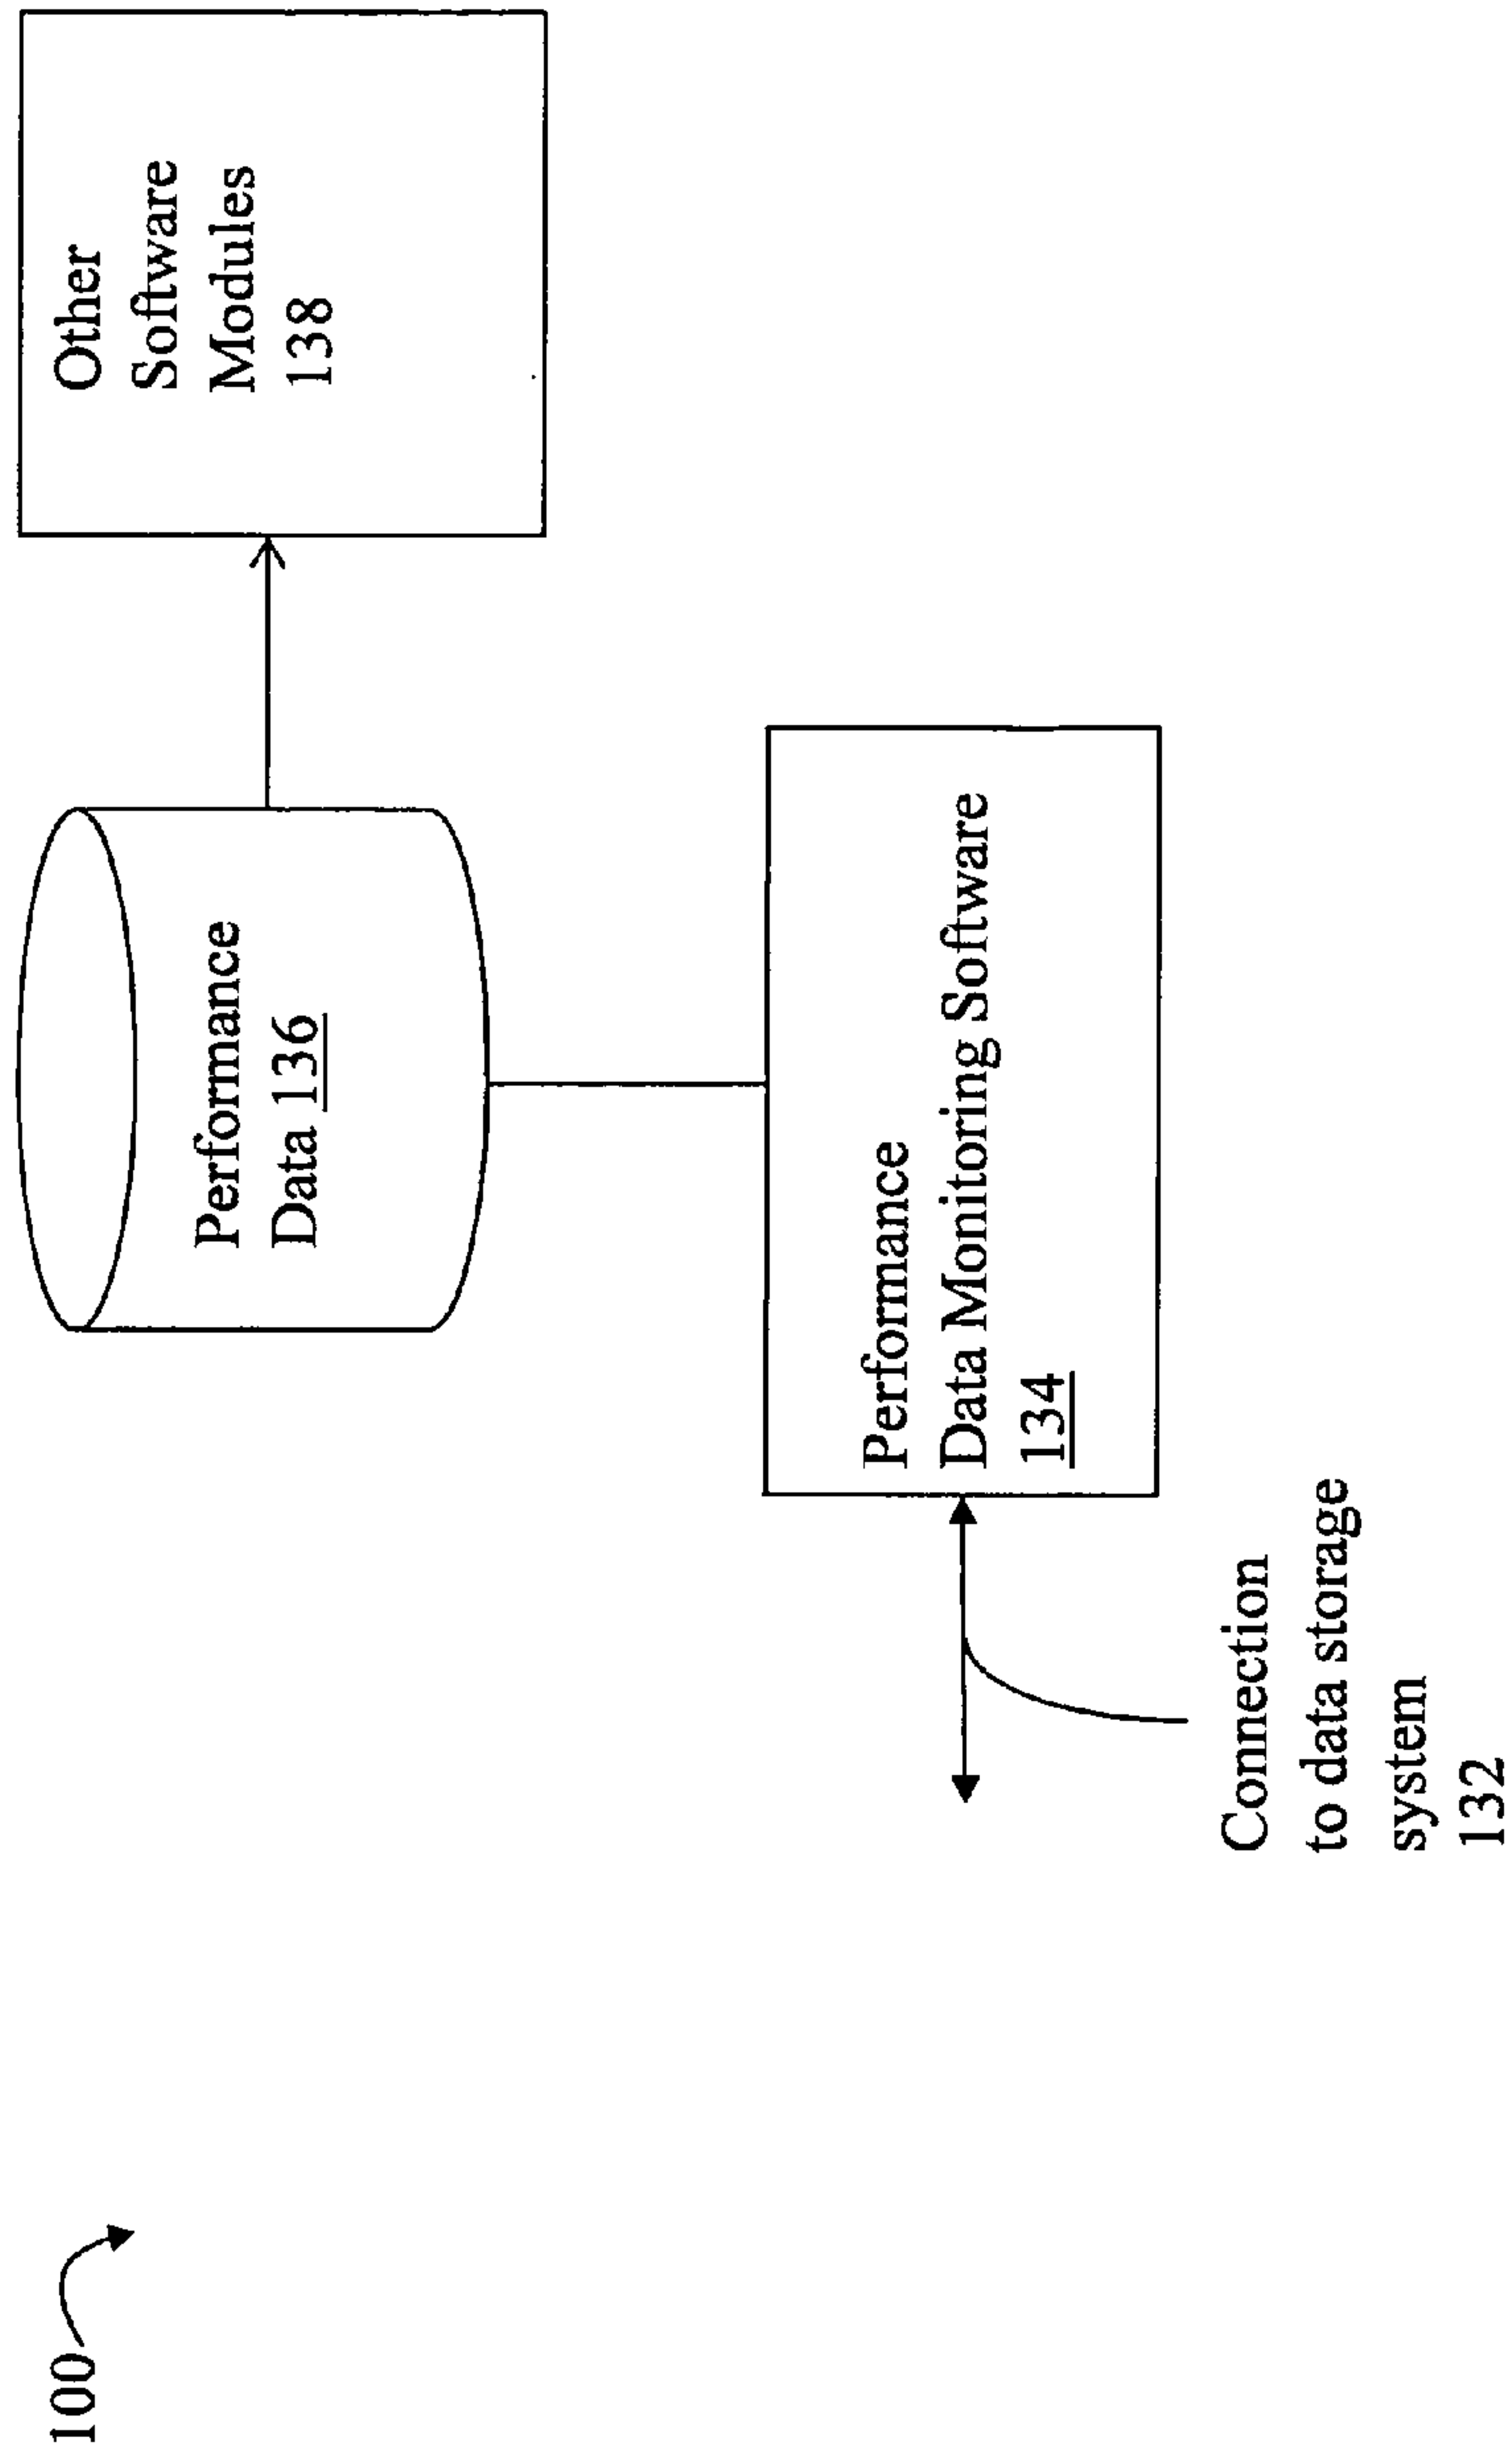 100
Performance
Data 136
Other
Software
Modules
138
Performance
Data Monitoring Software
134
Connection
to data storage
system
132